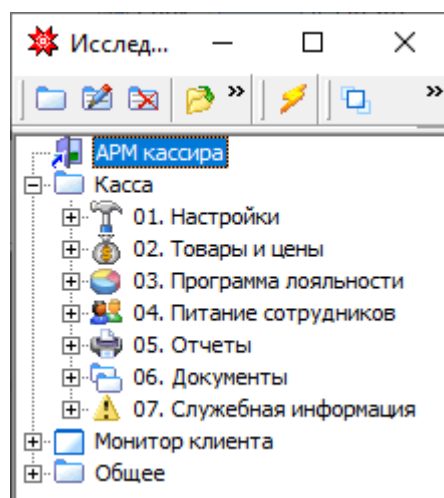 Исслед...
»
»
АРМ кассира
Касса
01. Настройки
02. Товары и цены
03. Программа лояльности
04. Питание сотрудников
05. Отчеты
06. Документы
07. Служебная информация
Монитор клиента
Общее